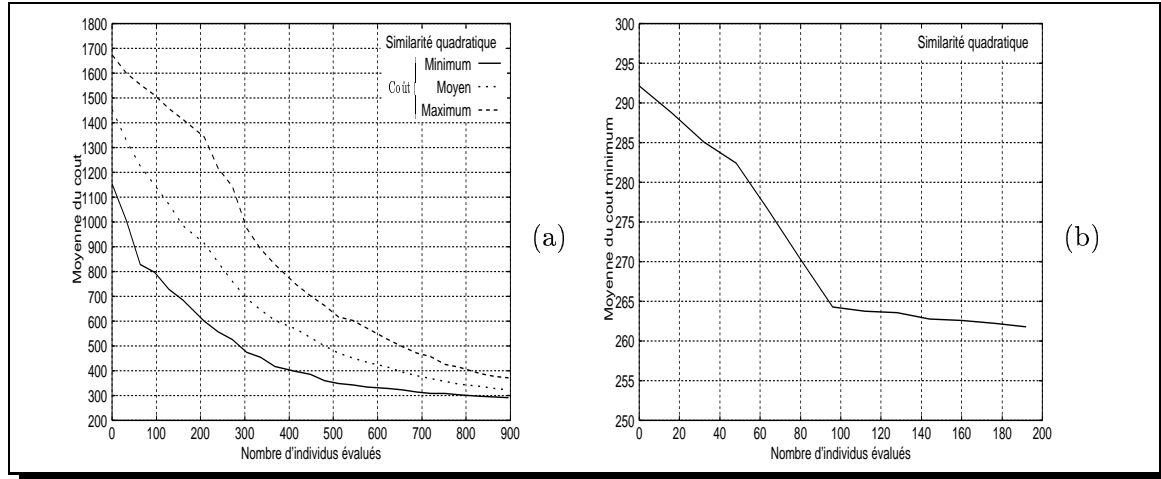 1800
1700
1600
1500
1400
1300
1200
1100
1000
900
800
700
600
500
400
300
200
Moyenne du cout
Similarité quadratique
Coût
Minimum
Moyen
Maximum
0 100 200 300 400 500 600 700 800 900
Nombre d'individus évalués
(a)
300
295
290
285
280
275
270
265
260
255
250
Moyenne du cout minimum
Similarité quadratique
0 20 40 60 80 100 120 140 160 180 200
Nombre d'individus évalués
(b)